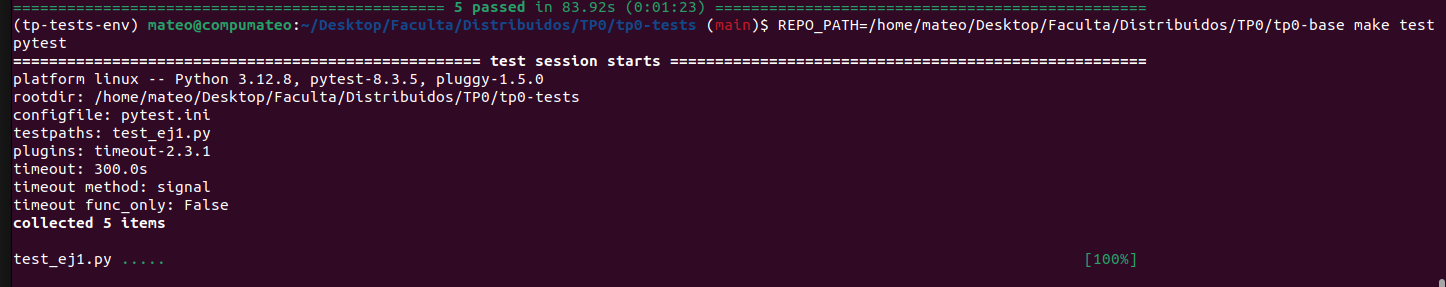 ================================================ 5 passed in 83.92s (0:01:23) =================================================
(tp-tests-env) mateo@compumateo:~/Desktop/Faculta/Distribuidos/TP0/tp0-tests (main)$ REPO_PATH=/home/mateo/Desktop/Faculta/Distribuidos/TP0/tp0-base make test
pytest
===================================================== test session starts ======================================================
platform linux -- Python 3.12.8, pytest-8.3.5, pluggy-1.5.0
rootdir: /home/mateo/Desktop/Faculta/Distribuidos/TP0/tp0-tests
configfile: pytest.ini
testpaths: test_ej1.py
plugins: timeout-2.3.1
timeout: 300.0s
timeout method: signal
timeout func_only: False
collected 5 items
test_ej1.py ..... [100%]